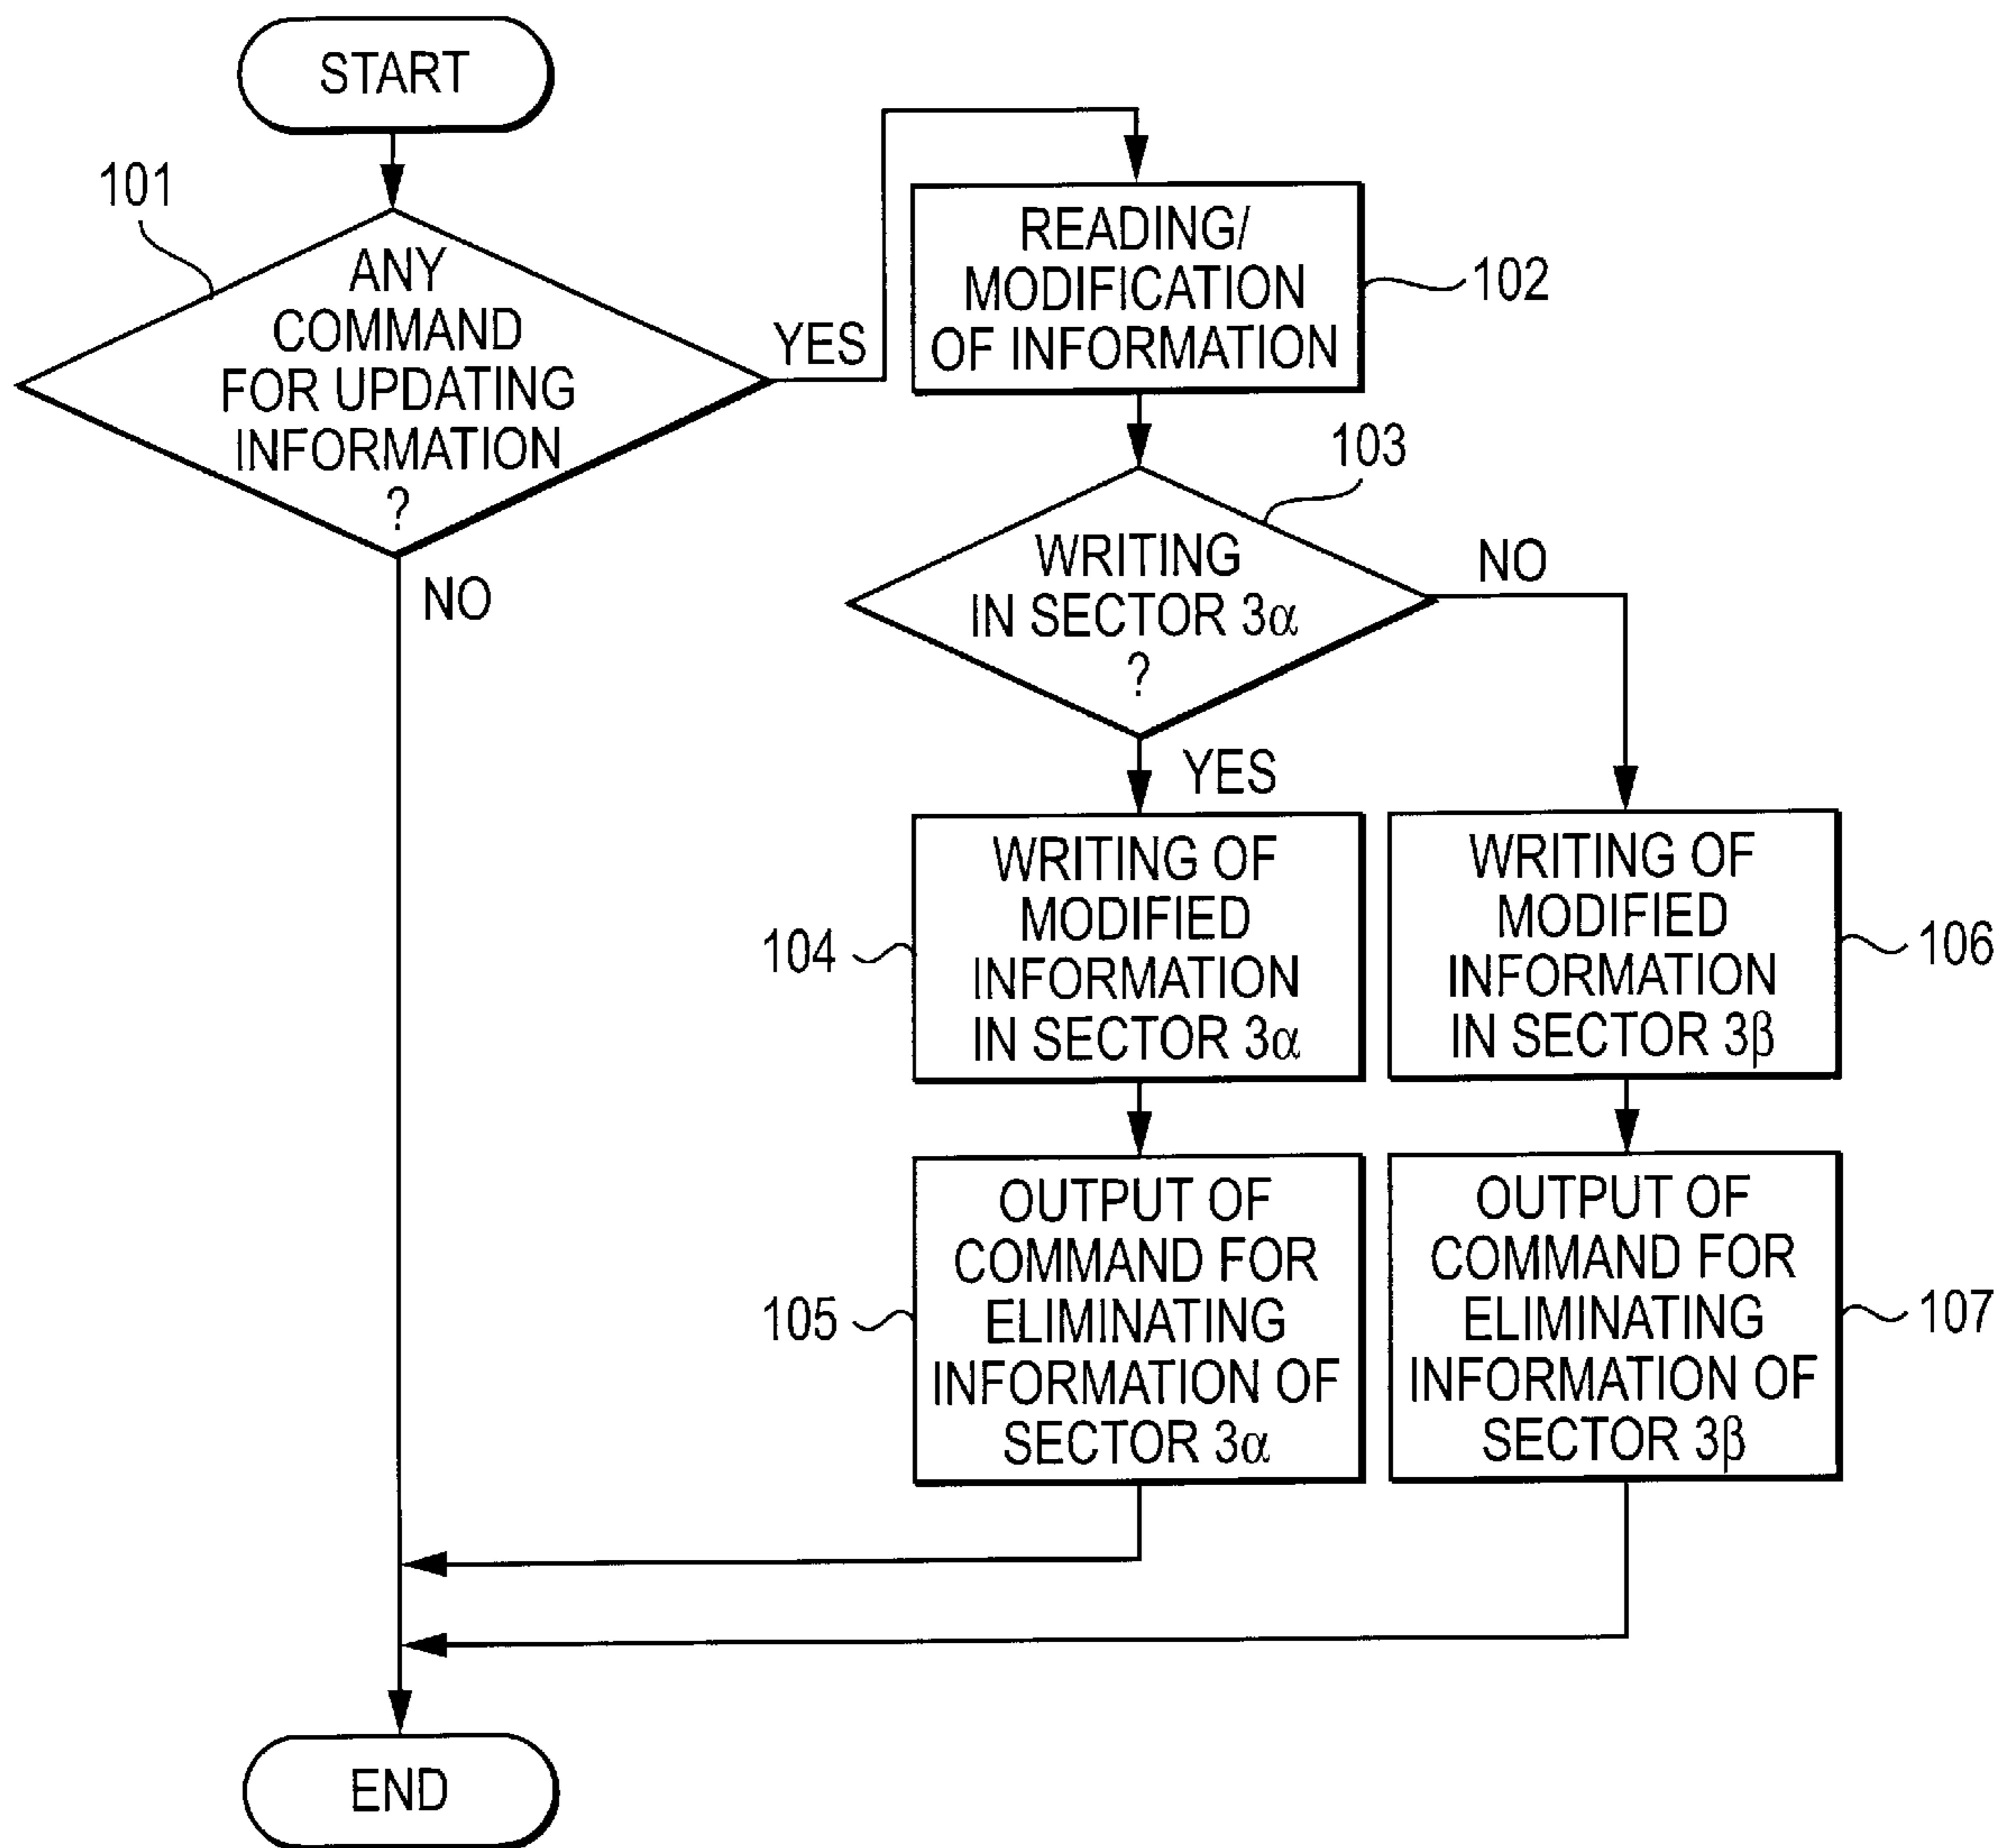 START
101
ANY
COMMAND
FOR UPDATING
INFORMATION
?
YES
NO
READING/
MODIFICATION
OF INFORMATION
102
103
WRITING
IN SECTOR 3α
?
NO
YES
WRITING OF
MODIFIED
INFORMATION
IN SECTOR 3α
104
WRITING OF
MODIFIED
INFORMATION
IN SECTOR 3β
106
OUTPUT OF
COMMAND FOR
ELIMINATING
INFORMATION OF
SECTOR 3α
105
OUTPUT OF
COMMAND FOR
ELIMINATING
INFORMATION OF
SECTOR 3β
107
END